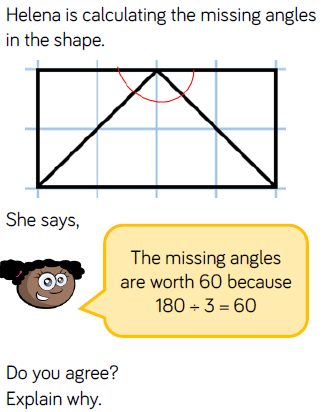 Helena is calculating the missing angles
in the shape.
She says,
The missing angles
are worth 60 because
180 ÷ 3 = 60
Do you agree?
Explain why.